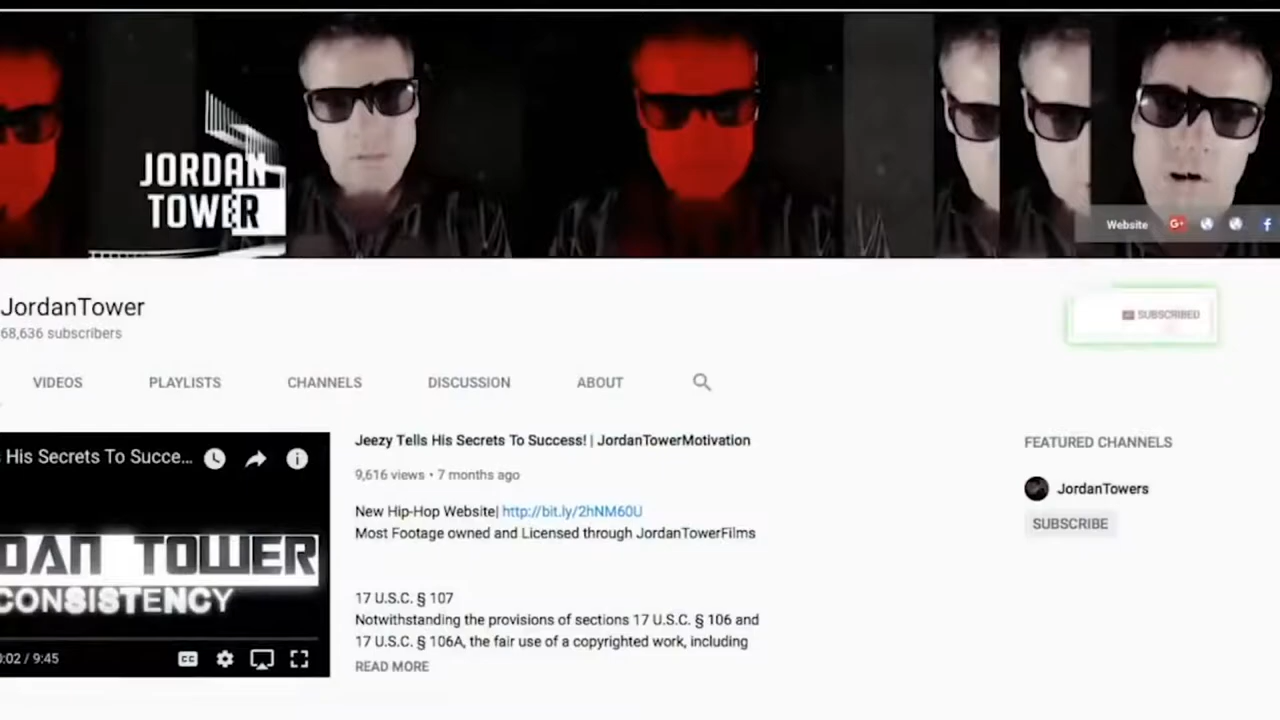 JORDAN
TOWER
Website
JordanTower
68,636 subscribers
SUBSCRIBED
VIDEOS PLAYLISTS CHANNELS DISCUSSION ABOUT
His Secrets To Succe...
Jeezy Tells His Secrets To Success! | JordanTowerMotivation
9,616 views • 7 months ago
New Hip-Hop Website| http://bit.ly/2hNM60U
Most Footage owned and Licensed through JordanTowerFilms
DAN TOWER
CONSISTENCY
17 U.S.C. § 107
Notwithstanding the provisions of sections 17 U.S.C. § 106 and
17 U.S.C. § 106A, the fair use of a copyrighted work, including
READ MORE
0:02 / 9:45
CC
FEATURED CHANNELS
JordanTowers
SUBSCRIBE